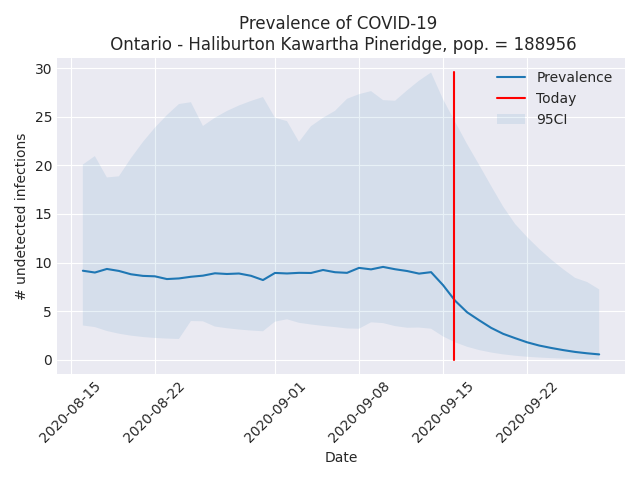 Prevalence of COVID-19
Ontario - Haliburton Kawartha Pineridge, pop. = 188956
30
25
20
15
10
5
0
# undetected infections
Prevalence
Today
95CI
2020-08-15
2020-08-22
2020-09-01
2020-09-08
2020-09-15
2020-09-22
Date